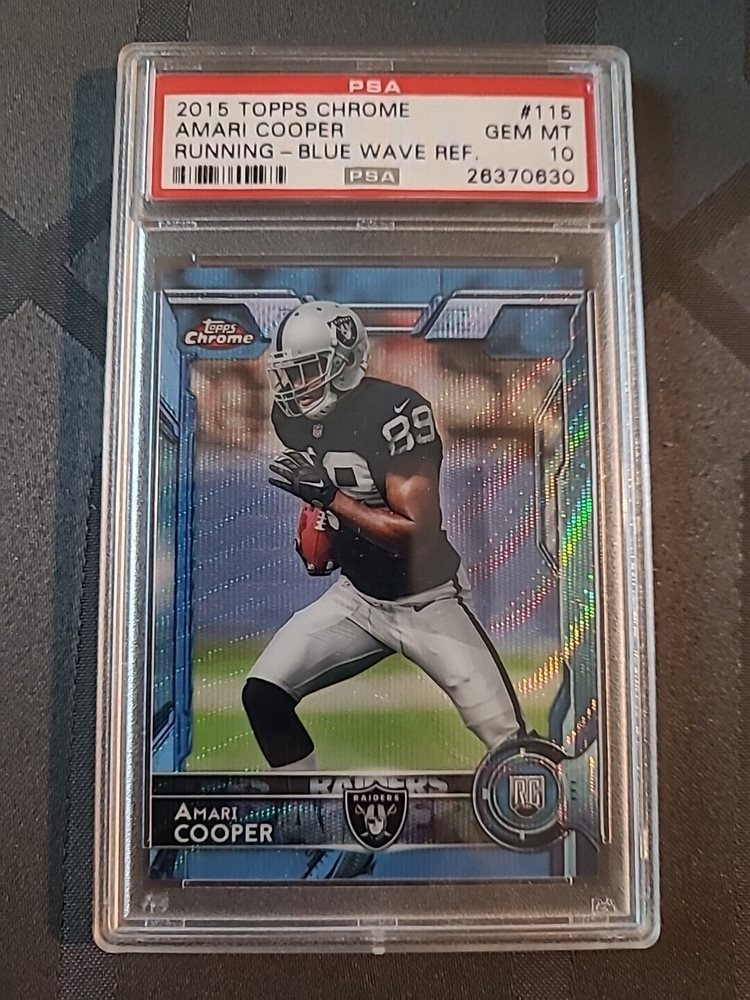 PSA
2015 TOPPS CHROME #115
AMARI COOPER GEM MT
RUNNING – BLUE WAVE REF. 10
PSA 26370630
Topps
Chrome
89
RAIDERS
RAIDERS
RC
AMARI
COOPER